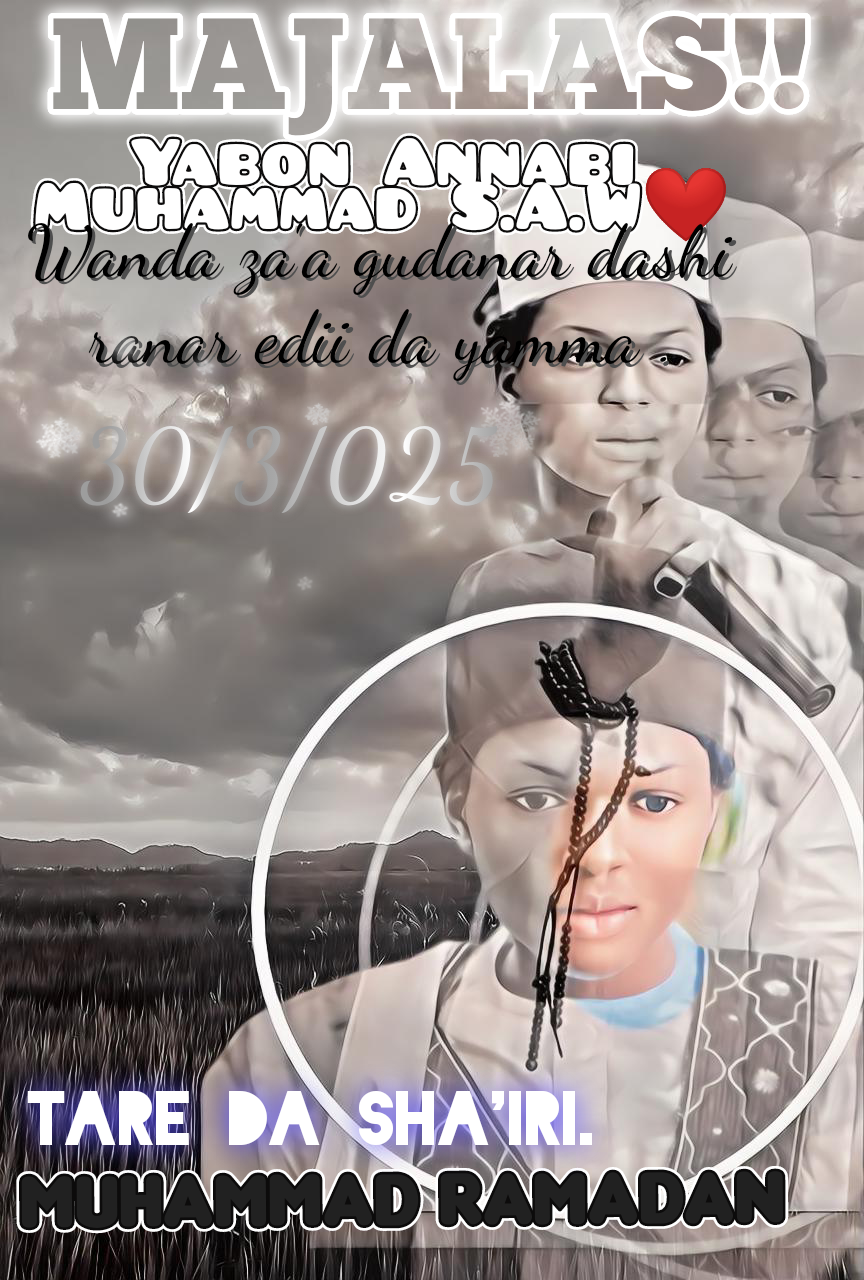 MAJALAS!!
YABON ANNABI
MUHAMMAD S.A.W❤️
Wanda za'a gudanar dashi
ranar edii da yamma
30/3/025
TARE DA SHA'IRI.
MUHAMMAD RAMADAN